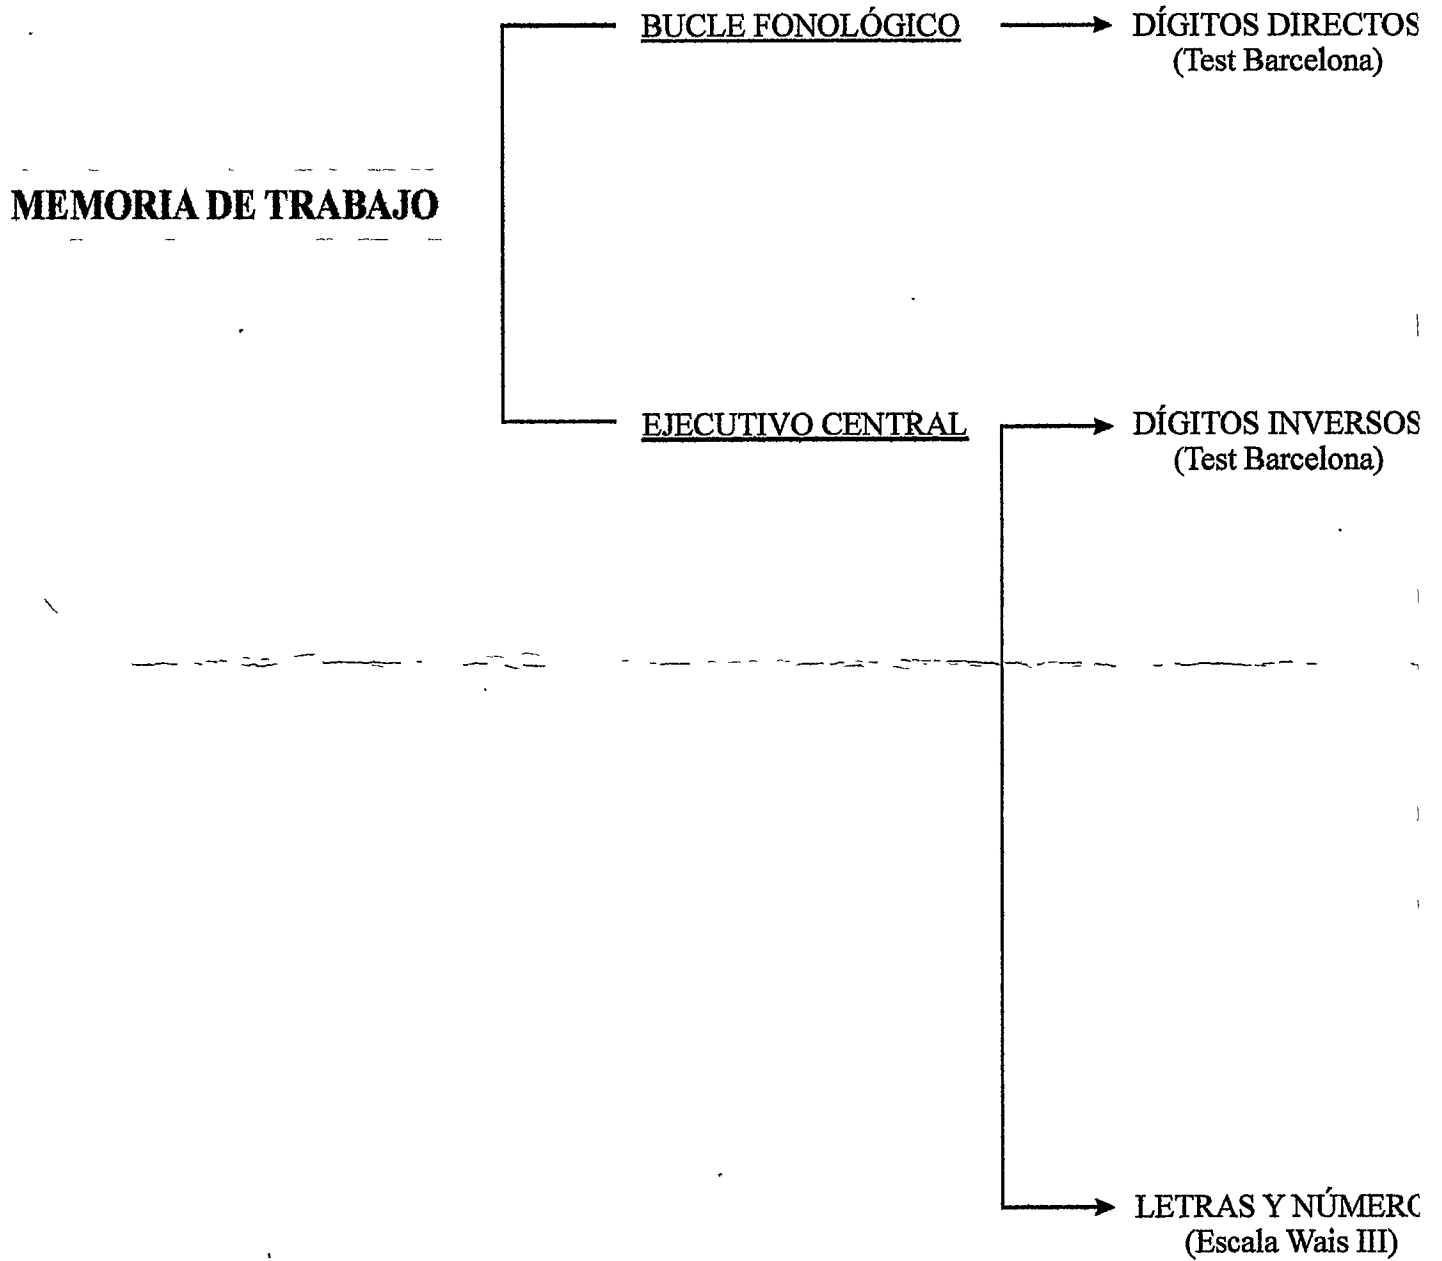 BUCLE FONOLÓGICO
DÍGITOS DIRECTOS
(Test Barcelona)
MEMORIA DE TRABAJO
EJECUTIVO CENTRAL
DÍGITOS INVERSOS
(Test Barcelona)
LETRAS Y NÚMERO
(Escala Wais III)